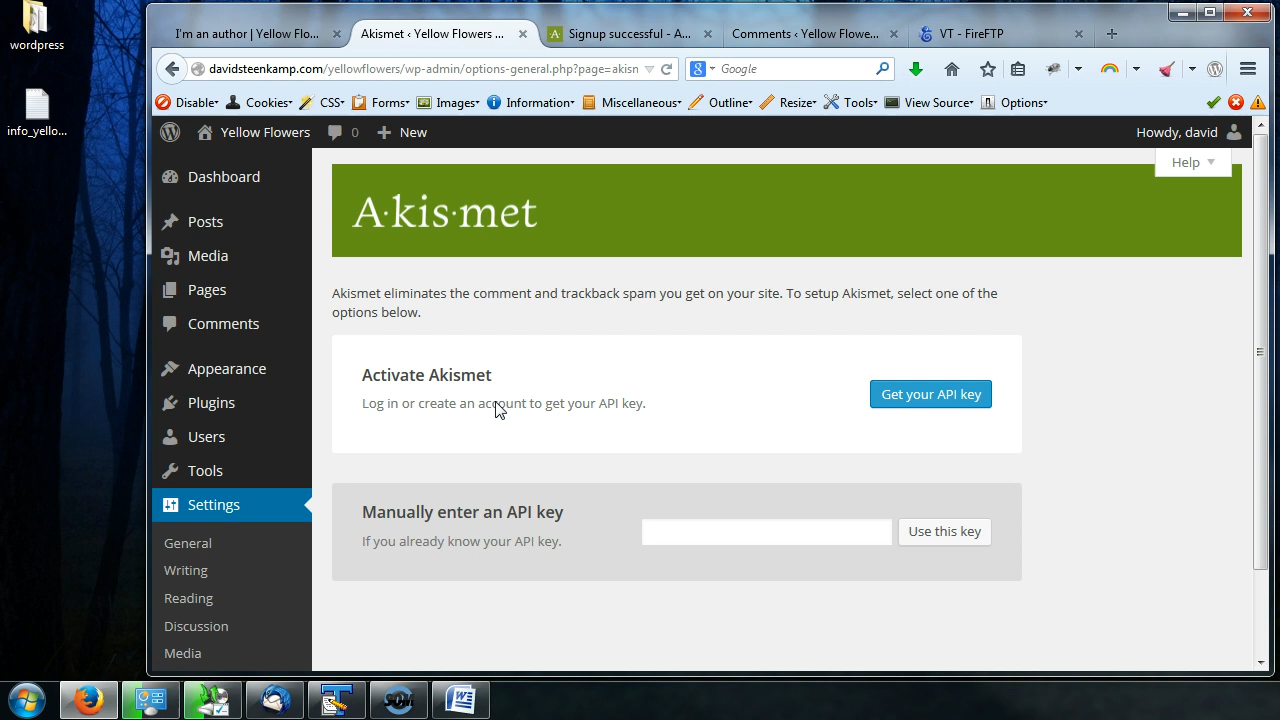 wordpress
info_yello...
I'm an author | Yellow Flo...
Akismet ‹ Yellow Flowers ...
Signup successful - A...
Comments ‹ Yellow Flowe...
VT - FireFTP
davidsteenkamp.com/yellowflowers/wp-admin/options-general.php?page=akisn
Google
Disable
Cookies
CSS
Forms
Images
Information
Miscellaneous
Outline
Resize
Tools
View Source
Options
Yellow Flowers
0
New
Howdy, david
Help
Dashboard
Posts
Media
Pages
Comments
Appearance
Plugins
Users
Tools
Settings
General
Writing
Reading
Discussion
Media
A·kis·met
Akismet eliminates the comment and trackback spam you get on your site. To setup Akismet, select one of the
options below.
Activate Akismet
Log in or create an account to get your API key.
Get your API key
Manually enter an API key
If you already know your API key.
Use this key